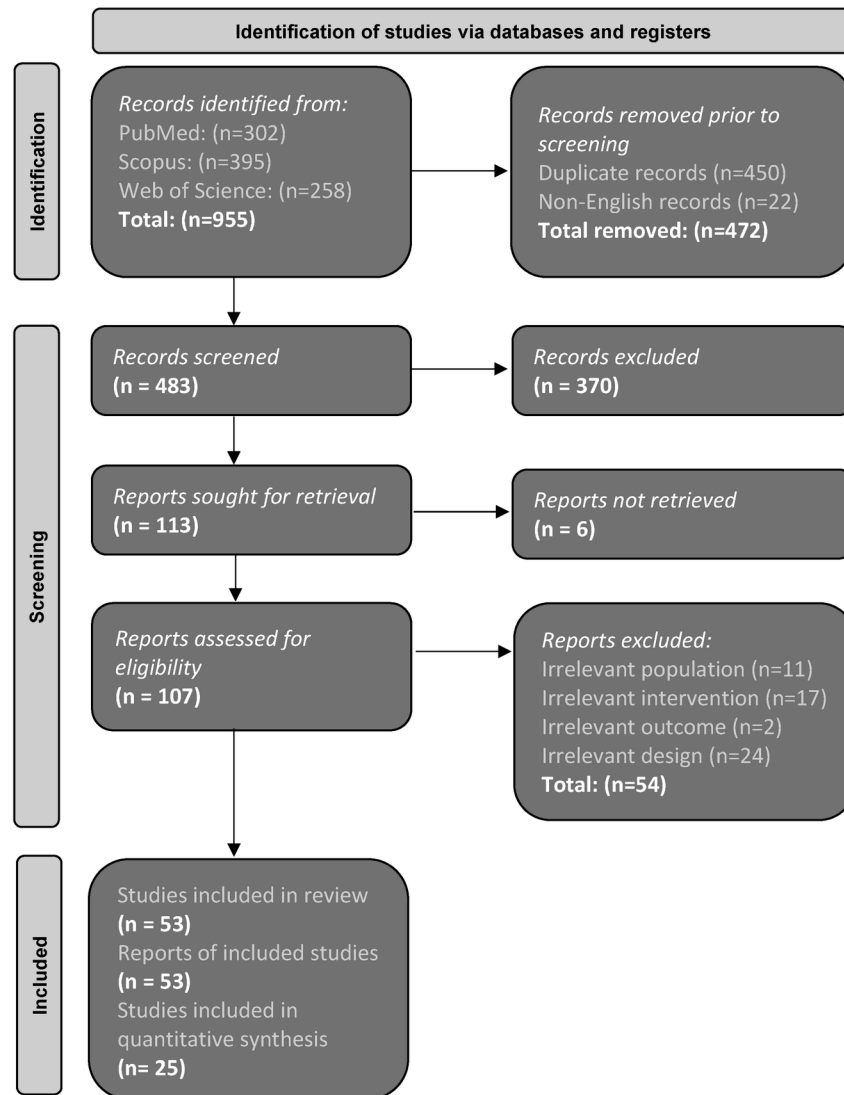 Identification of studies via databases and registers
Identification
Records identified from:
PubMed: (n=302)
Scopus: (n=395)
Web of Science: (n=258)
Total: (n=955)
Records removed prior to
screening
Duplicate records (n=450)
Non-English records (n=22)
Total removed: (n=472)
Screening
Records screened
(n = 483)
Records excluded
(n = 370)
Reports sought for retrieval
(n = 113)
Reports not retrieved
(n = 6)
Reports assessed for
eligibility
(n = 107)
Reports excluded:
Irrelevant population (n=11)
Irrelevant intervention (n=17)
Irrelevant outcome (n=2)
Irrelevant design (n=24)
Total: (n=54)
Included
Studies included in review
(n = 53)
Reports of included studies
(n = 53)
Studies included in
quantitative synthesis
(n= 25)